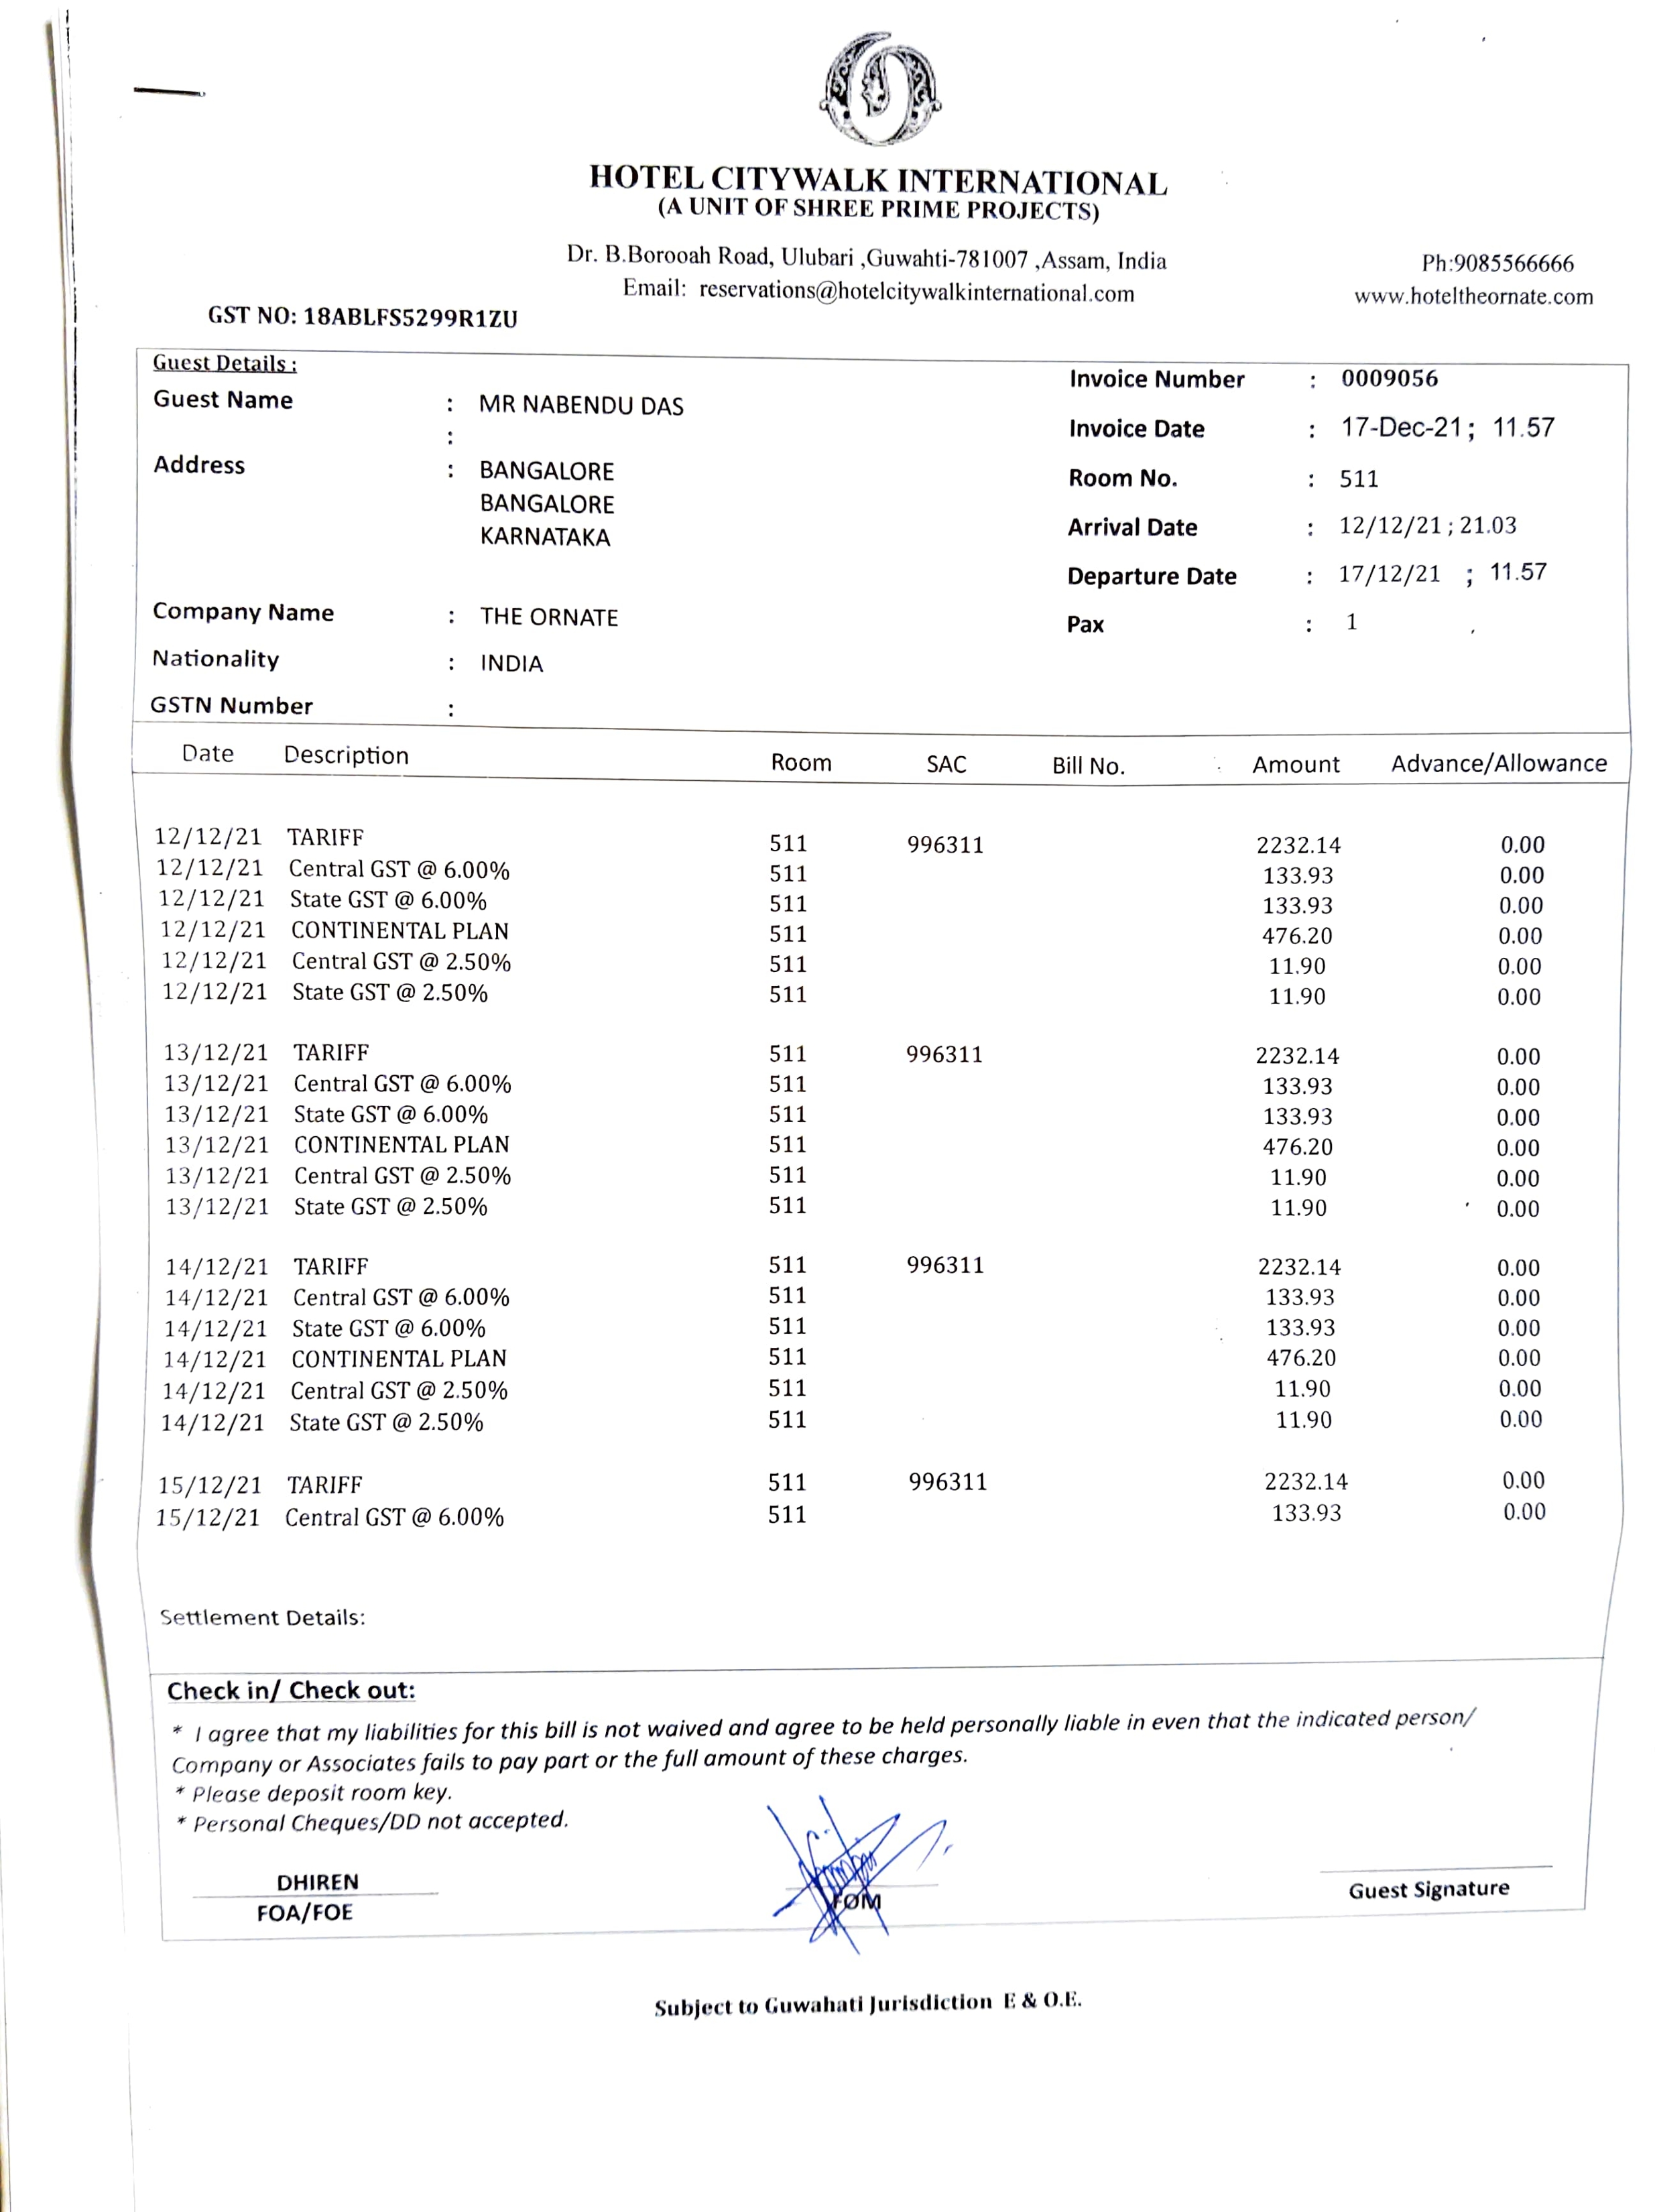 HOTEL CITYWALK INTERNATIONAL
(A UNIT OF SHREE PRIME PROJECTS)
Dr. B.Borooah Road, Ulubari ,Guwahti-781007 ,Assam, India
Ph:9085566666
Email: reservations@hotelcitywalkinternational.com
www.hoteltheornate.com
GST NO: 18ABLFS5299R1ZU
Guest Details :
Invoice Number : 0009056
Guest Name : MR NABENDU DAS
:
Invoice Date : 17-Dec-21; 11.57
Address : BANGALORE
Room No. : 511
BANGALORE
KARNATAKA
Arrival Date : 12/12/21 ; 21.03
Departure Date : 17/12/21 ; 11.57
Company Name : THE ORNATE
Pax : 1
Nationality : INDIA
GSTN Number :
Date Description Room SAC Bill No. Amount Advance/Allowance
12/12/21 TARIFF 511 996311 2232.14 0.00
12/12/21 Central GST @ 6.00% 511 133.93 0.00
12/12/21 State GST @ 6.00% 511 133.93 0.00
12/12/21 CONTINENTAL PLAN 511 476.20 0.00
12/12/21 Central GST @ 2.50% 511 11.90 0.00
12/12/21 State GST @ 2.50% 511 11.90 0.00
13/12/21 TARIFF 511 996311 2232.14 0.00
13/12/21 Central GST @ 6.00% 511 133.93 0.00
13/12/21 State GST @ 6.00% 511 133.93 0.00
13/12/21 CONTINENTAL PLAN 511 476.20 0.00
13/12/21 Central GST @ 2.50% 511 11.90 0.00
13/12/21 State GST @ 2.50% 511 11.90 0.00
14/12/21 TARIFF 511 996311 2232.14 0.00
14/12/21 Central GST @ 6.00% 511 133.93 0.00
14/12/21 State GST @ 6.00% 511 133.93 0.00
14/12/21 CONTINENTAL PLAN 511 476.20 0.00
14/12/21 Central GST @ 2.50% 511 11.90 0.00
14/12/21 State GST @ 2.50% 511 11.90 0.00
15/12/21 TARIFF 511 996311 2232.14 0.00
15/12/21 Central GST @ 6.00% 511 133.93 0.00
Settlement Details:
Check in/ Check out:
* I agree that my liabilities for this bill is not waived and agree to be held personally liable in even that the indicated person/
Company or Associates fails to pay part or the full amount of these charges.
* Please deposit room key.
* Personal Cheques/DD not accepted.
DHIREN
FOA/FOE
FOM
Guest Signature
Subject to Guwahati Jurisdiction E & O.E.